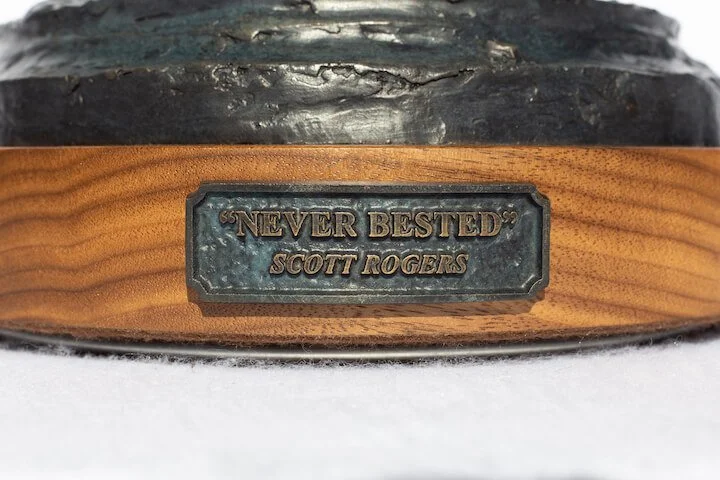 “NEVER BESTED”
SCOTT ROGERS